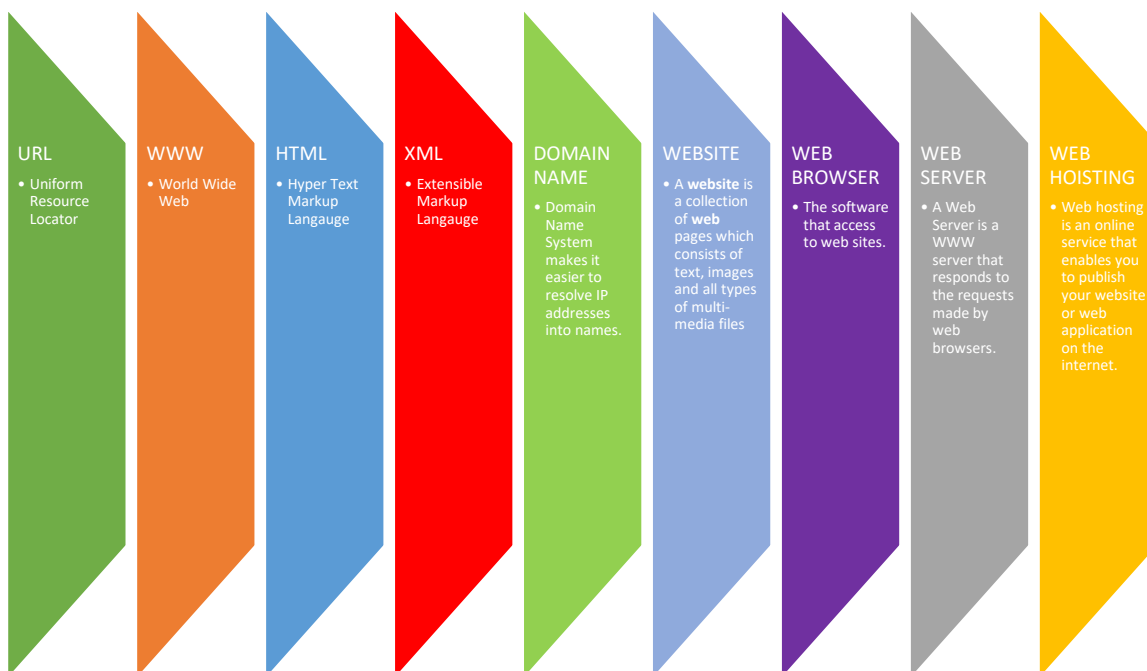 URL
• Uniform
Resource
Locator
WWW
• World Wide
Web
HTML
• Hyper Text
Markup
Langauge
XML
• Extensible
Markup
Langauge
DOMAIN
NAME
• Domain
Name
System
makes it
easier to
resolve IP
addresses
into names.
WEBSITE
• A website is
a collection
of web
pages which
consists of
text, images
and all types
of multi-
media files
WEB
BROWSER
• The software
that access
to web sites.
WEB
SERVER
• A Web
Server is a
WWW
server that
responds to
the requests
made by
web
browsers.
WEB
HOISTING
• Web hosting
is an online
service that
enables you
to publish
your website
or web
application
on the
internet.